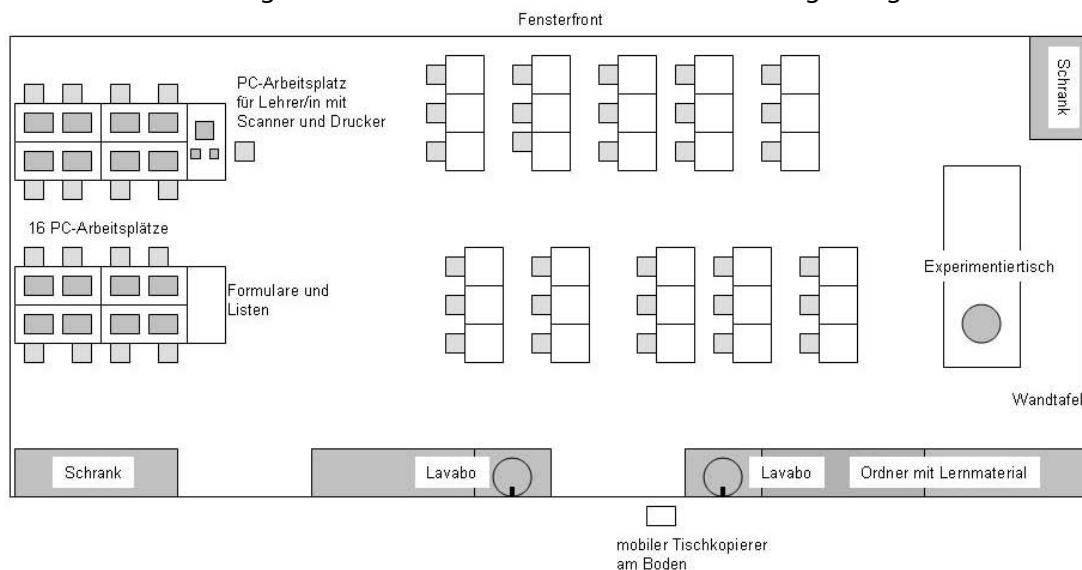 Fensterfront
Schrank
PC-Arbeitsplatz
für Lehrer/in mit
Scanner und Drucker
16 PC-Arbeitsplätze
Formulare und
Listen
Experimentiertisch
Wandtafel
Schrank
Lavabo
Lavabo
Ordner mit Lernmaterial
mobiler Tischkopierer
am Boden